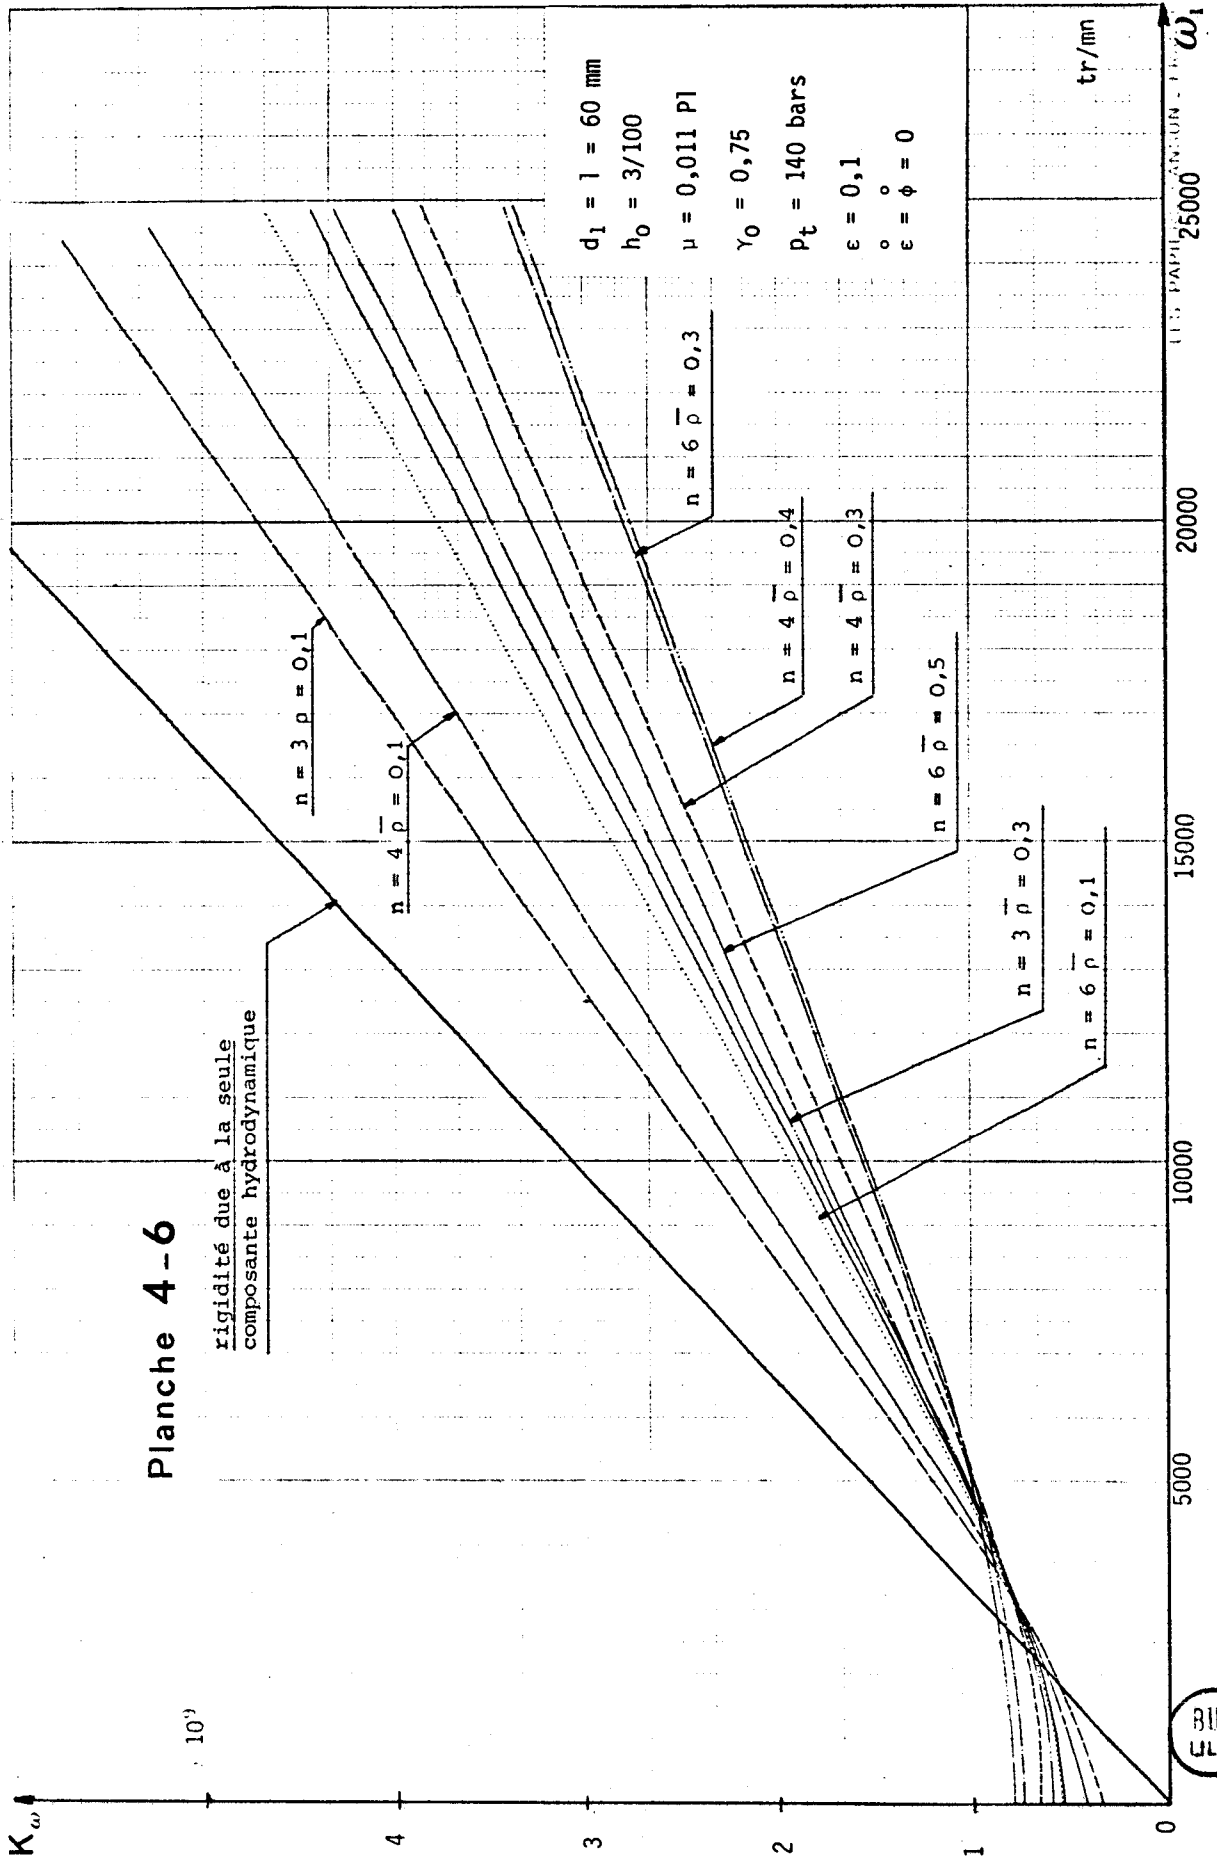 Planche 4-6
K ω
10⁹
rigidité due à la seule
composante hydrodynamique
n = 3 ρ = 0,1
n = 4 ρ̅ = 0,1
d₁ = l = 60 mm
h₀ = 3/100
μ = 0,011 Pl
γ₀ = 0,75
pₜ = 140 bars
ε = 0,1
ε̊ = φ̊ = 0
n = 6 ρ̅ = 0,3
n = 4 ρ̅ = 0,4
n = 4 ρ̅ = 0,3
n = 6 ρ̅ = 0,5
n = 3 ρ̅ = 0,3
n = 6 ρ̅ = 0,1
4
3
2
1
0
5000
10000
15000
20000
25000
tr/mn
ω₁
BU